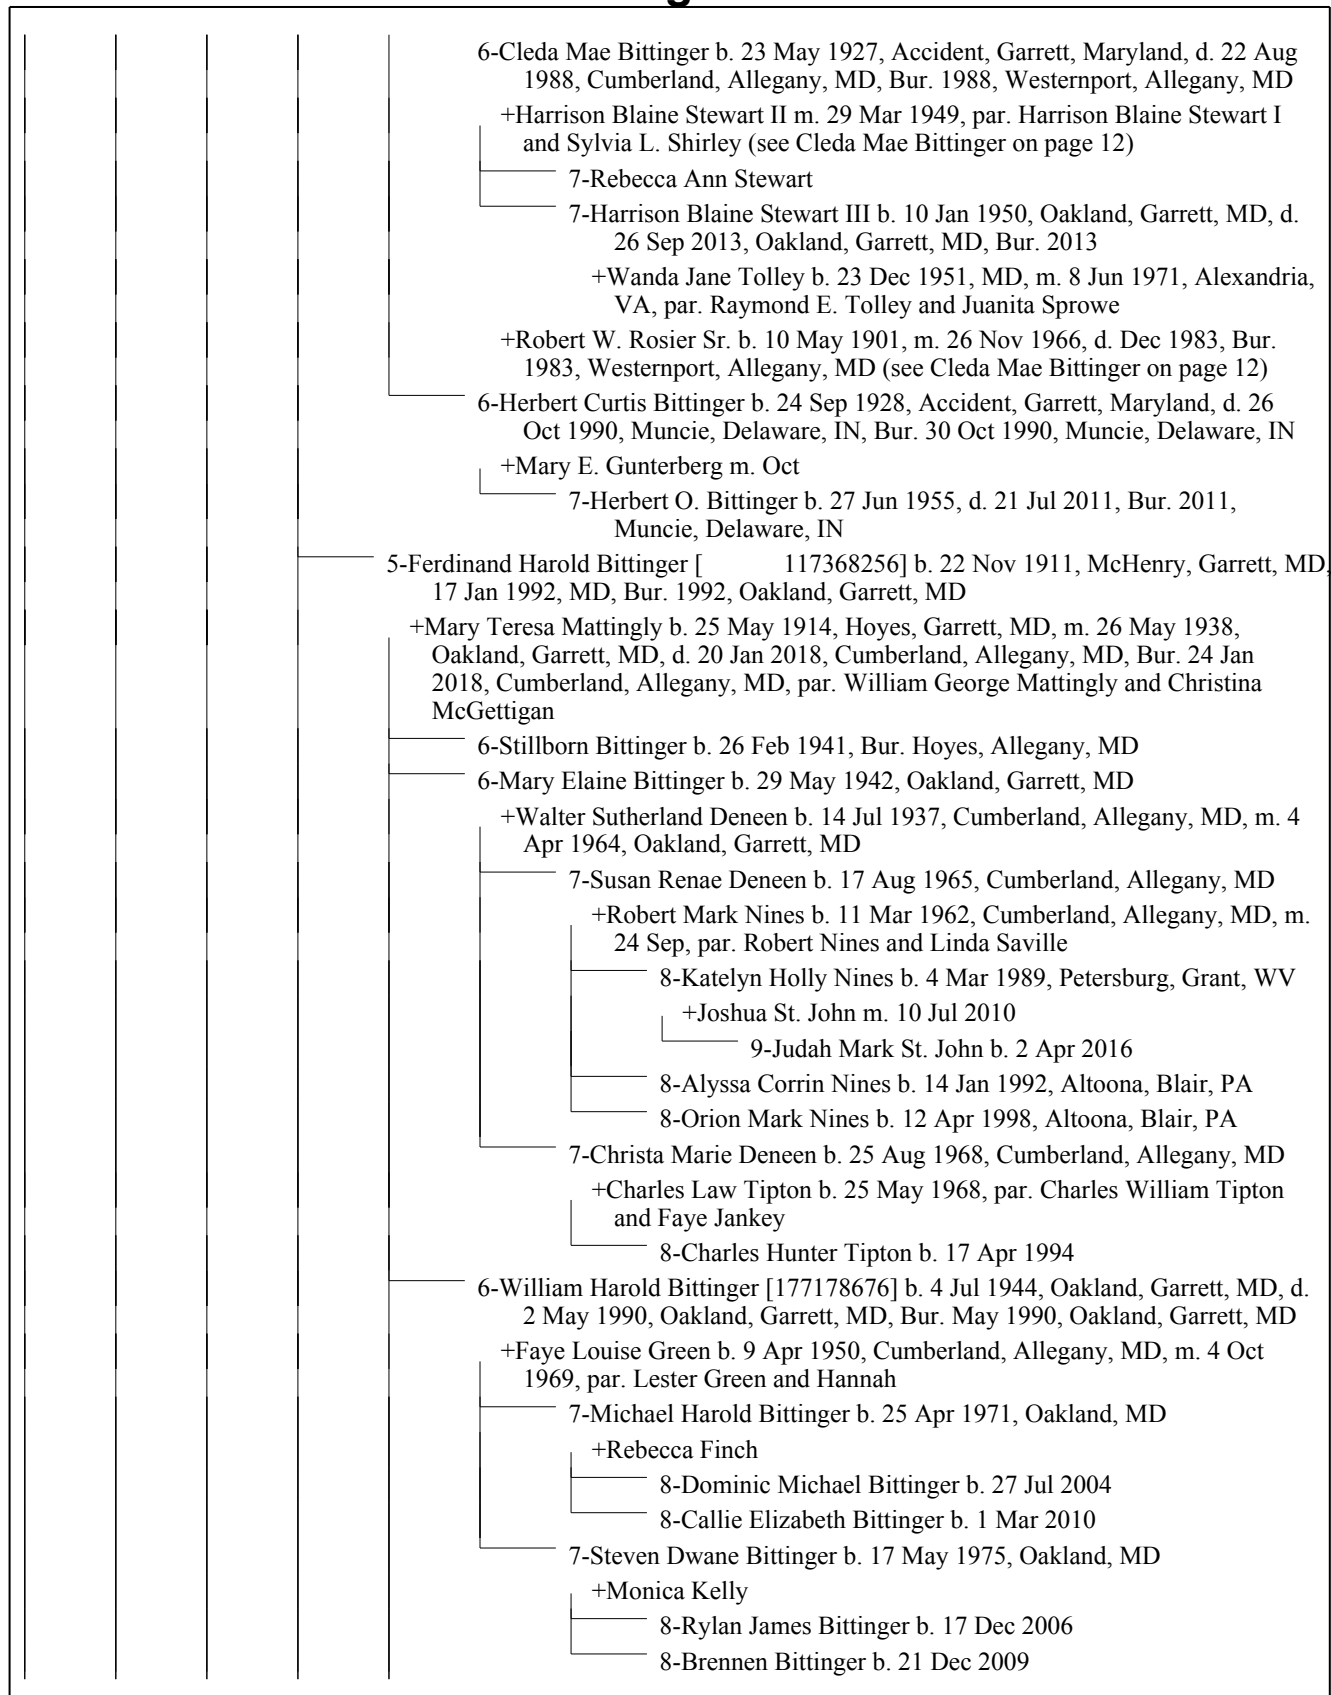 6-Cleda Mae Bittinger b. 23 May 1927, Accident, Garrett, Maryland, d. 22 Aug
1988, Cumberland, Allegany, MD, Bur. 1988, Westernport, Allegany, MD
+Harrison Blaine Stewart II m. 29 Mar 1949, par. Harrison Blaine Stewart I
and Sylvia L. Shirley (see Cleda Mae Bittinger on page 12)
7-Rebecca Ann Stewart
7-Harrison Blaine Stewart III b. 10 Jan 1950, Oakland, Garrett, MD, d.
26 Sep 2013, Oakland, Garrett, MD, Bur. 2013
+Wanda Jane Tolley b. 23 Dec 1951, MD, m. 8 Jun 1971, Alexandria,
VA, par. Raymond E. Tolley and Juanita Sprowe
+Robert W. Rosier Sr. b. 10 May 1901, m. 26 Nov 1966, d. Dec 1983, Bur.
1983, Westernport, Allegany, MD (see Cleda Mae Bittinger on page 12)
6-Herbert Curtis Bittinger b. 24 Sep 1928, Accident, Garrett, Maryland, d. 26
Oct 1990, Muncie, Delaware, IN, Bur. 30 Oct 1990, Muncie, Delaware, IN
+Mary E. Gunterberg m. Oct
7-Herbert O. Bittinger b. 27 Jun 1955, d. 21 Jul 2011, Bur. 2011,
Muncie, Delaware, IN
5-Ferdinand Harold Bittinger [ 117368256] b. 22 Nov 1911, McHenry, Garrett, MD,
17 Jan 1992, MD, Bur. 1992, Oakland, Garrett, MD
+Mary Teresa Mattingly b. 25 May 1914, Hoyes, Garrett, MD, m. 26 May 1938,
Oakland, Garrett, MD, d. 20 Jan 2018, Cumberland, Allegany, MD, Bur. 24 Jan
2018, Cumberland, Allegany, MD, par. William George Mattingly and Christina
McGettigan
6-Stillborn Bittinger b. 26 Feb 1941, Bur. Hoyes, Allegany, MD
6-Mary Elaine Bittinger b. 29 May 1942, Oakland, Garrett, MD
+Walter Sutherland Deneen b. 14 Jul 1937, Cumberland, Allegany, MD, m. 4
Apr 1964, Oakland, Garrett, MD
7-Susan Renae Deneen b. 17 Aug 1965, Cumberland, Allegany, MD
+Robert Mark Nines b. 11 Mar 1962, Cumberland, Allegany, MD, m.
24 Sep, par. Robert Nines and Linda Saville
8-Katelyn Holly Nines b. 4 Mar 1989, Petersburg, Grant, WV
+Joshua St. John m. 10 Jul 2010
9-Judah Mark St. John b. 2 Apr 2016
8-Alyssa Corrin Nines b. 14 Jan 1992, Altoona, Blair, PA
8-Orion Mark Nines b. 12 Apr 1998, Altoona, Blair, PA
7-Christa Marie Deneen b. 25 Aug 1968, Cumberland, Allegany, MD
+Charles Law Tipton b. 25 May 1968, par. Charles William Tipton
and Faye Jankey
8-Charles Hunter Tipton b. 17 Apr 1994
6-William Harold Bittinger [177178676] b. 4 Jul 1944, Oakland, Garrett, MD, d.
2 May 1990, Oakland, Garrett, MD, Bur. May 1990, Oakland, Garrett, MD
+Faye Louise Green b. 9 Apr 1950, Cumberland, Allegany, MD, m. 4 Oct
1969, par. Lester Green and Hannah
7-Michael Harold Bittinger b. 25 Apr 1971, Oakland, MD
+Rebecca Finch
8-Dominic Michael Bittinger b. 27 Jul 2004
8-Callie Elizabeth Bittinger b. 1 Mar 2010
7-Steven Dwane Bittinger b. 17 May 1975, Oakland, MD
+Monica Kelly
8-Rylan James Bittinger b. 17 Dec 2006
8-Brennen Bittinger b. 21 Dec 2009